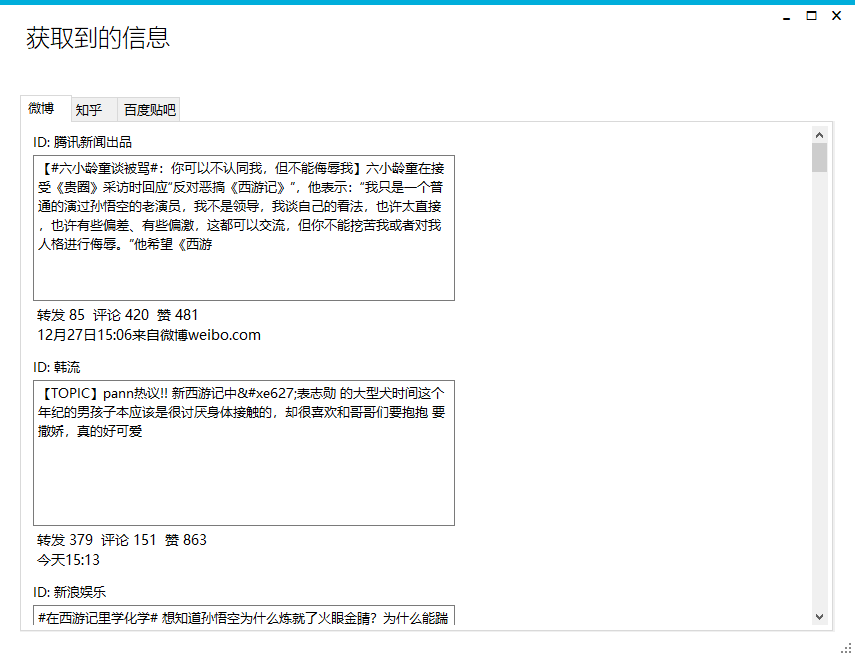 获取到的信息
微博 知乎 百度贴吧
ID: 腾讯新闻出品
【#六小龄童谈被骂#：你可以不认同我，但不能侮辱我】六小龄童在接
受《贵圈》采访时回应“反对恶搞《西游记》”，他表示：“我只是一个普
通的演过孙悟空的老演员，我不是领导，我谈自己的看法，也许太直接
，也许有些偏差、有些偏激，这都可以交流，但你不能挖苦我或者对我
人格进行侮辱。”他希望《西游
转发 85 评论 420 赞 481
12月27日15:06来自微博weibo.com
ID: 韩流
【TOPIC】pann热议!! 新西游记中&#xe627;表志勋 的大型犬时间这个
年纪的男孩子本应该是很讨厌身体接触的，却很喜欢和哥哥们要抱抱 要
撒娇，真的好可爱
转发 379 评论 151 赞 863
今天15:13
ID: 新浪娱乐
#在西游记里学化学# 想知道孙悟空为什么炼就了火眼金睛？为什么能踹